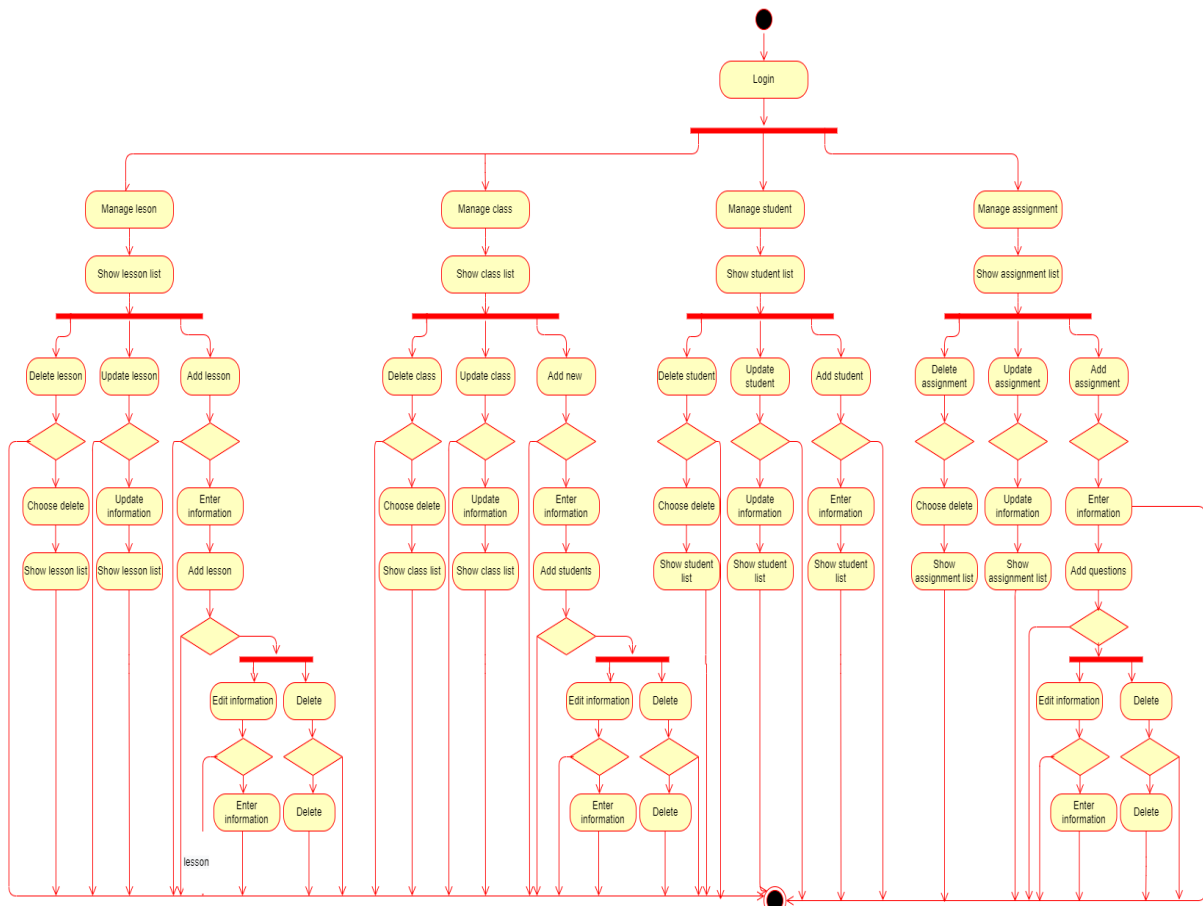 Login
Manage leson
Manage class
Manage student
Manage assignment
Show lesson list
Show class list
Show student list
Show assignment list
Delete lesson
Update lesson
Add lesson
Delete class
Update class
Add new
Delete student
Update
student
Add student
Delete
assignment
Update
assignment
Add
assignment
Choose delete
Update
information
Enter
information
Choose delete
Update
information
Enter
information
Choose delete
Update
information
Enter
information
Choose delete
Update
information
Enter
information
Show lesson list
Show lesson list
Add lesson
Show class list
Show class list
Add students
Show student
list
Show student
list
Show student
list
Show
assignment list
Show
assignment list
Add questions
Edit information
Delete
Edit information
Delete
Edit information
Delete
Enter
information
Delete
Enter
information
Delete
Enter
information
Delete
lesson